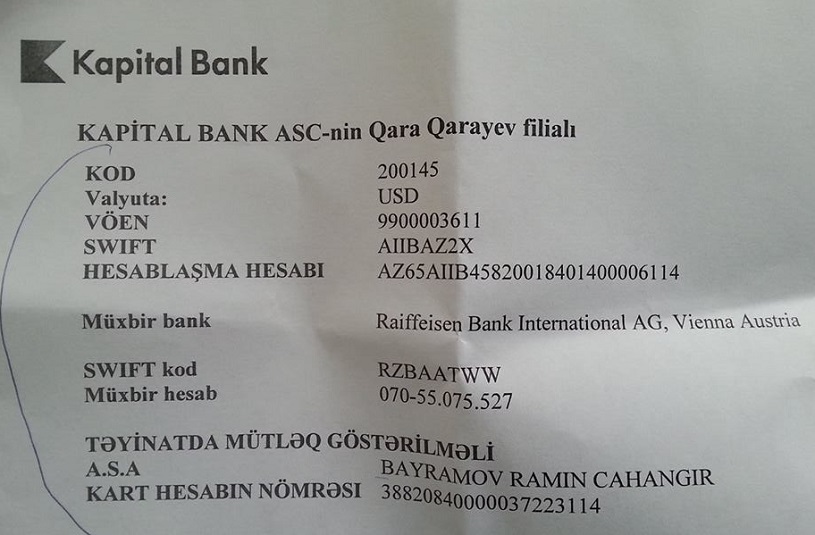 Kapital Bank
KAPİTAL BANK ASC-nin Qara Qarayev filialı
KOD 200145
Valyuta: USD
VÖEN 9900003611
SWIFT AIIBAZ2X
HESABLAŞMA HESABI AZ65AIIB45820018401400006114
Müxbir bank Raiffeisen Bank International AG, Vienna Austria
SWIFT kod RZBAATWW
Müxbir hesab 070-55.075.527
TƏYİNATDA MÜTLƏQ GÖSTƏRİLMƏLİ
A.S.A BAYRAMOV RAMIN CAHANGIR
KART HESABIN NÖMRƏSI 38820840000037223114